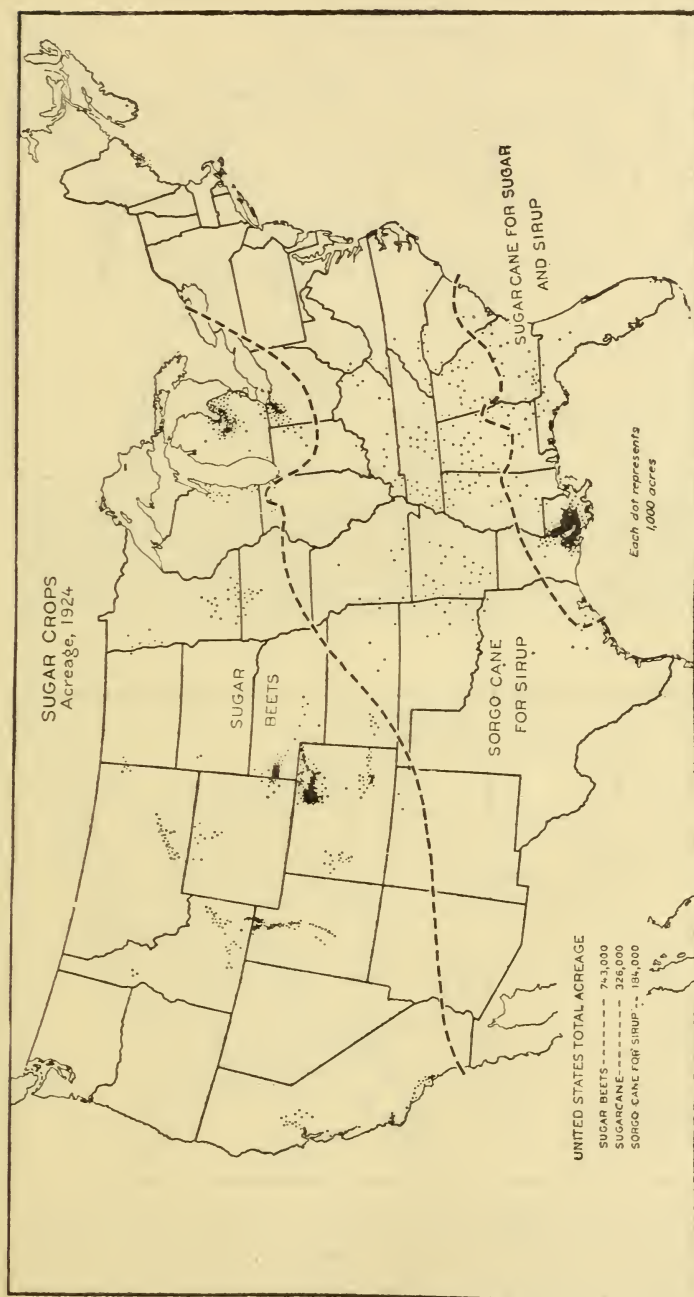 SUGAR CROPS
Acreage, 1924
SUGAR
BEETS
SORGO CANE
FOR SIRUP
SUGARCANE FOR SUGAR
AND SIRUP
Each dot represents
1,000 acres
UNITED STATES TOTAL ACREAGE
SUGAR BEETS------- 743,000
SUGARCANE-------- 326,000
SORGO CANE FOR SIRUP-- 184,000